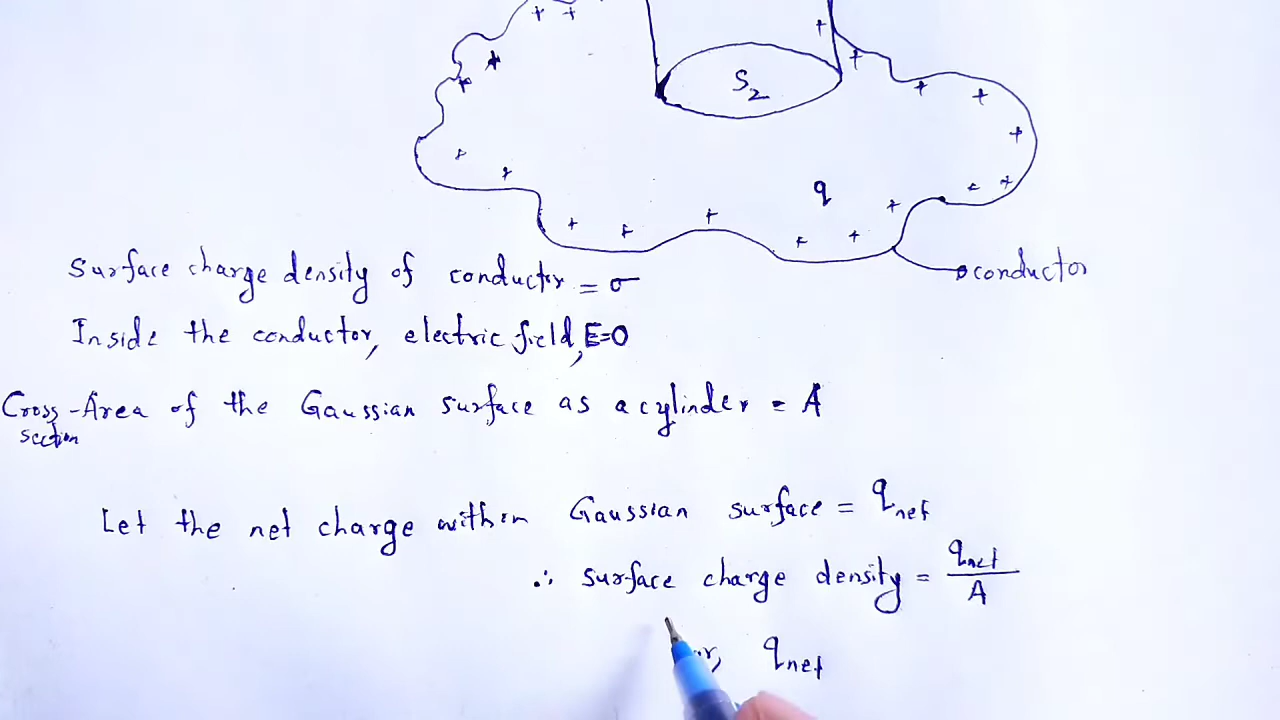 S2
q
conductor
Surface charge density of conductor = σ
Inside the conductor, electric field, E=0
Cross-Area of the Gaussian surface as a cylinder = A
section
Let the net charge within Gaussian surface = qnet
∴ surface charge density = qnet/A
or, qnet